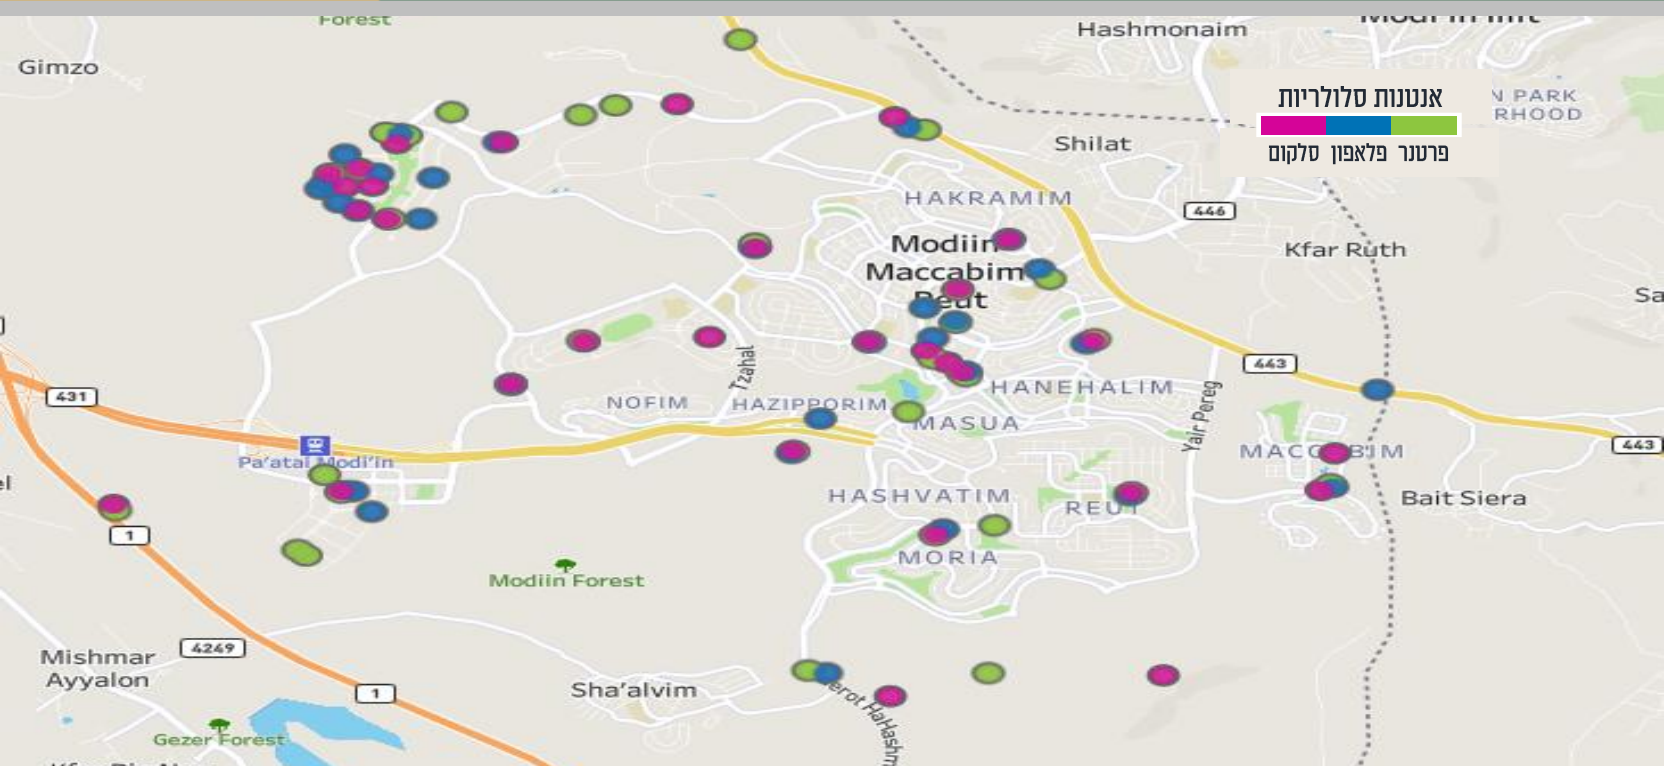 Forest
Hashmonaim
Gimzo
אנטנות סלולריות
פרטנר פלאפון סלקום
N PARK
RHOOD
Shilat
HAKRAMIM
446
Modiin
Maccabim
Reut
Kfar Ruth
Tzahal
443
431
NOFIM
HAZIPPORIM
HANEHALIM
MASUA
Yair Pereg
443
Pa'atal Modi'in
HASHVATIM
REUT
Bait Siera
1
MORIA
Modiin Forest
4249
Mishmar
Ayyalon
1
Sha'alvim
Gezer Forest